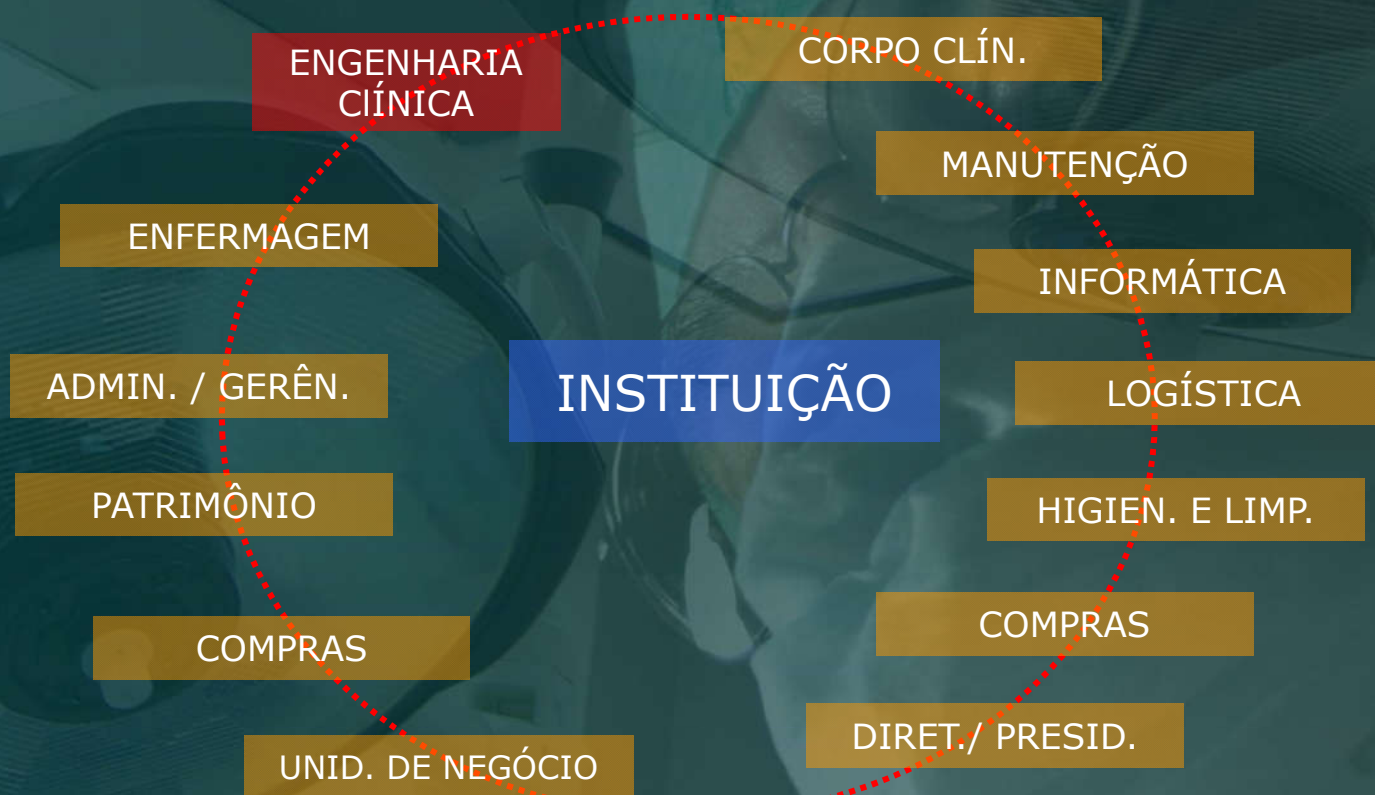 ENGENHARIA
ClÍNICA
CORPO CLÍN.
MANUTENÇÃO
ENFERMAGEM
INFORMÁTICA
ADMIN. / GERÊN.
INSTITUIÇÃO
LOGÍSTICA
PATRIMÔNIO
HIGIEN. E LIMP.
COMPRAS
COMPRAS
DIRET./ PRESID.
UNID. DE NEGÓCIO